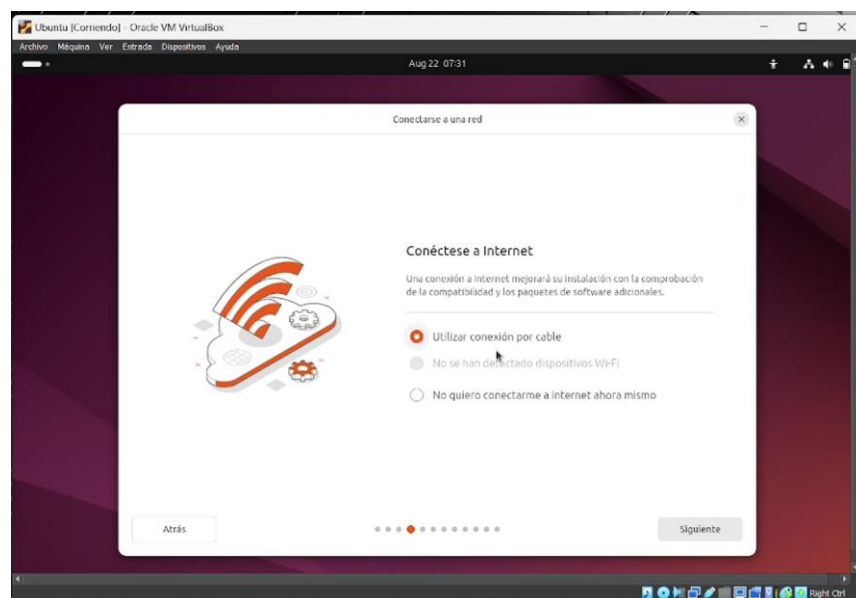 Ubuntu [Corriendo] - Oracle VM VirtualBox
Archivo Máquina Ver Entrada Dispositivos Ayuda
Aug 22 07:31
Conectarse a una red
Conéctese a Internet
Una conexión a Internet mejorará su instalación con la comprobación
de la compatibilidad y los paquetes de software adicionales.
Utilizar conexión por cable
No se han detectado dispositivos Wi-Fi
No quiero conectarme a internet ahora mismo
Atrás
Siguiente
Right Ctrl